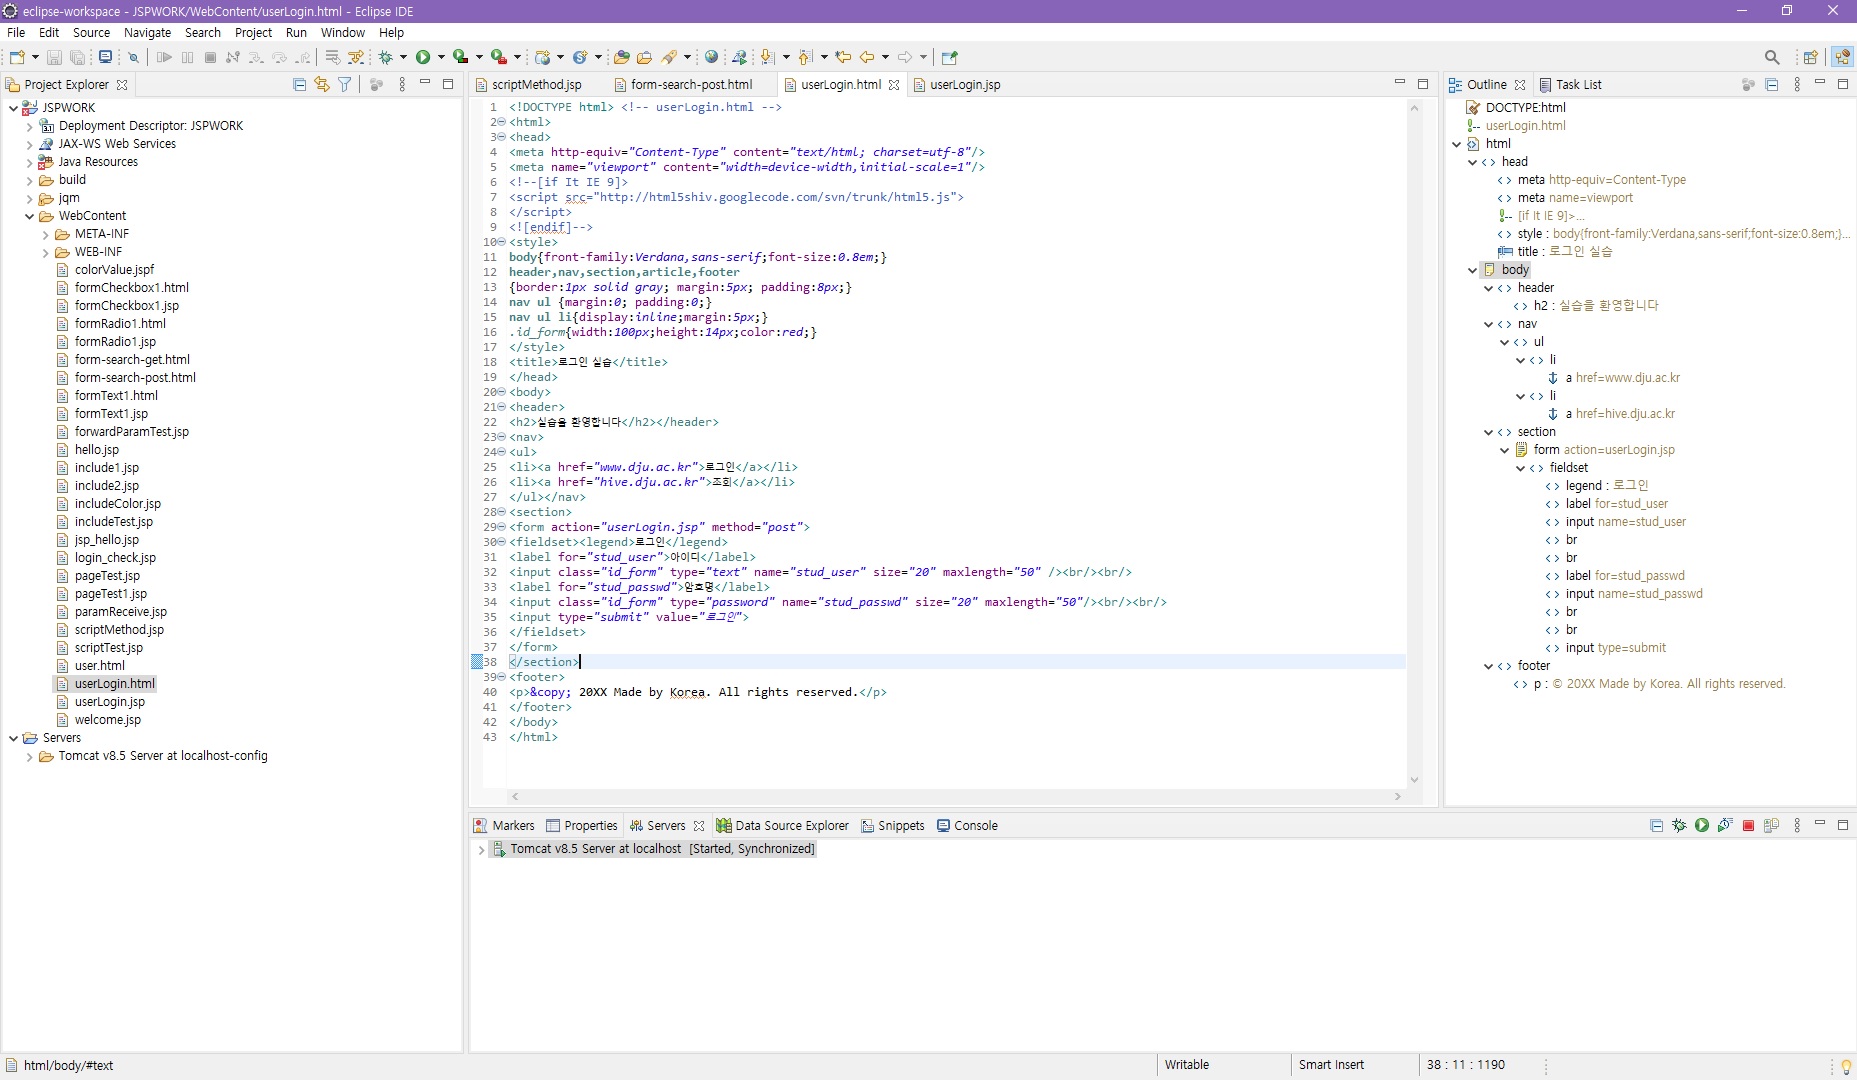 eclipse-workspace - JSPWORK/WebContent/userLogin.html - Eclipse IDE
File Edit Source Navigate Search Project Run Window Help
Project Explorer
JSPWORK
Deployment Descriptor: JSPWORK
JAX-WS Web Services
Java Resources
build
jqm
WebContent
META-INF
WEB-INF
colorValue.jspf
formCheckbox1.html
formCheckbox1.jsp
formRadio1.html
formRadio1.jsp
form-search-get.html
form-search-post.html
formText1.html
formText1.jsp
forwardParamTest.jsp
hello.jsp
include1.jsp
include2.jsp
includeColor.jsp
includeTest.jsp
jsp_hello.jsp
login_check.jsp
pageTest.jsp
pageTest1.jsp
paramReceive.jsp
scriptMethod.jsp
scriptTest.jsp
user.html
userLogin.html
userLogin.jsp
welcome.jsp
Servers
Tomcat v8.5 Server at localhost-config
scriptMethod.jsp form-search-post.html userLogin.html userLogin.jsp
1 <!DOCTYPE html> <!-- userLogin.html -->
2 <html>
3 <head>
4 <meta http-equiv="Content-Type" content="text/html; charset=utf-8"/>
5 <meta name="viewport" content="width=device-width,initial-scale=1"/>
6 <!--[if It IE 9]>
7 <script src="http://html5shiv.googlecode.com/svn/trunk/html5.js">
8 </script>
9 <![endif]-->
10 <style>
11 body{front-family:Verdana,sans-serif;font-size:0.8em;}
12 header,nav,section,article,footer
13 {border:1px solid gray; margin:5px; padding:8px;}
14 nav ul {margin:0; padding:0;}
15 nav ul li{display:inline;margin:5px;}
16 .id_form{width:100px;height:14px;color:red;}
17 </style>
18 <title>로그인 실습</title>
19 </head>
20 <body>
21 <header>
22 <h2>실습을 환영합니다</h2></header>
23 <nav>
24 <ul>
25 <li><a href="www.dju.ac.kr">로그인</a></li>
26 <li><a href="hive.dju.ac.kr">조회</a></li>
27 </ul></nav>
28 <section>
29 <form action="userLogin.jsp" method="post">
30 <fieldset><legend>로그인</legend>
31 <label for="stud_user">아이디</label>
32 <input class="id_form" type="text" name="stud_user" size="20" maxlength="50" /><br/><br/>
33 <label for="stud_passwd">암호명</label>
34 <input class="id_form" type="password" name="stud_passwd" size="20" maxlength="50"/><br/><br/>
35 <input type="submit" value="로그인">
36 </fieldset>
37 </form>
38 </section>
39 <footer>
40 <p>&copy; 20XX Made by Korea. All rights reserved.</p>
41 </footer>
42 </body>
43 </html>
Outline Task List
DOCTYPE:html
userLogin.html
html
head
meta http-equiv=Content-Type
meta name=viewport
[if It IE 9]>...
style : body{front-family:Verdana,sans-serif;font-size:0.8em;}...
title : 로그인 실습
body
header
h2 : 실습을 환영합니다
nav
ul
li
a href=www.dju.ac.kr
li
a href=hive.dju.ac.kr
section
form action=userLogin.jsp
fieldset
legend : 로그인
label for=stud_user
input name=stud_user
br
br
label for=stud_passwd
input name=stud_passwd
br
br
input type=submit
footer
p : © 20XX Made by Korea. All rights reserved.
Markers Properties Servers Data Source Explorer Snippets Console
Tomcat v8.5 Server at localhost [Started, Synchronized]
html/body/#text Writable Smart Insert 38 : 11 : 1190